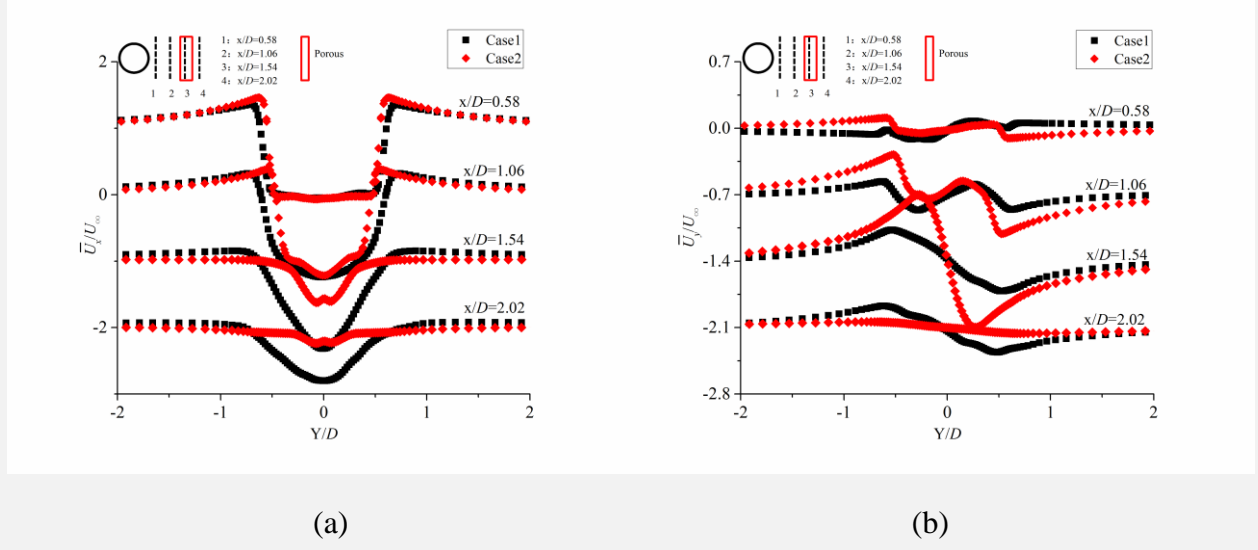 1: x/D=0.58
2: x/D=1.06
3: x/D=1.54
4: x/D=2.02
Porous
1 2 3 4
Case1
Case2
x/D=0.58
x/D=1.06
x/D=1.54
x/D=2.02
2
0
-2
U̅x/U∞
-2 -1 0 1 2
Y/D
(a)
1: x/D=0.58
2: x/D=1.06
3: x/D=1.54
4: x/D=2.02
Porous
1 2 3 4
Case1
Case2
x/D=0.58
x/D=1.06
x/D=1.54
x/D=2.02
0.7
0.0
-0.7
-1.4
-2.1
-2.8
U̅y/U∞
-2 -1 0 1 2
Y/D
(b)